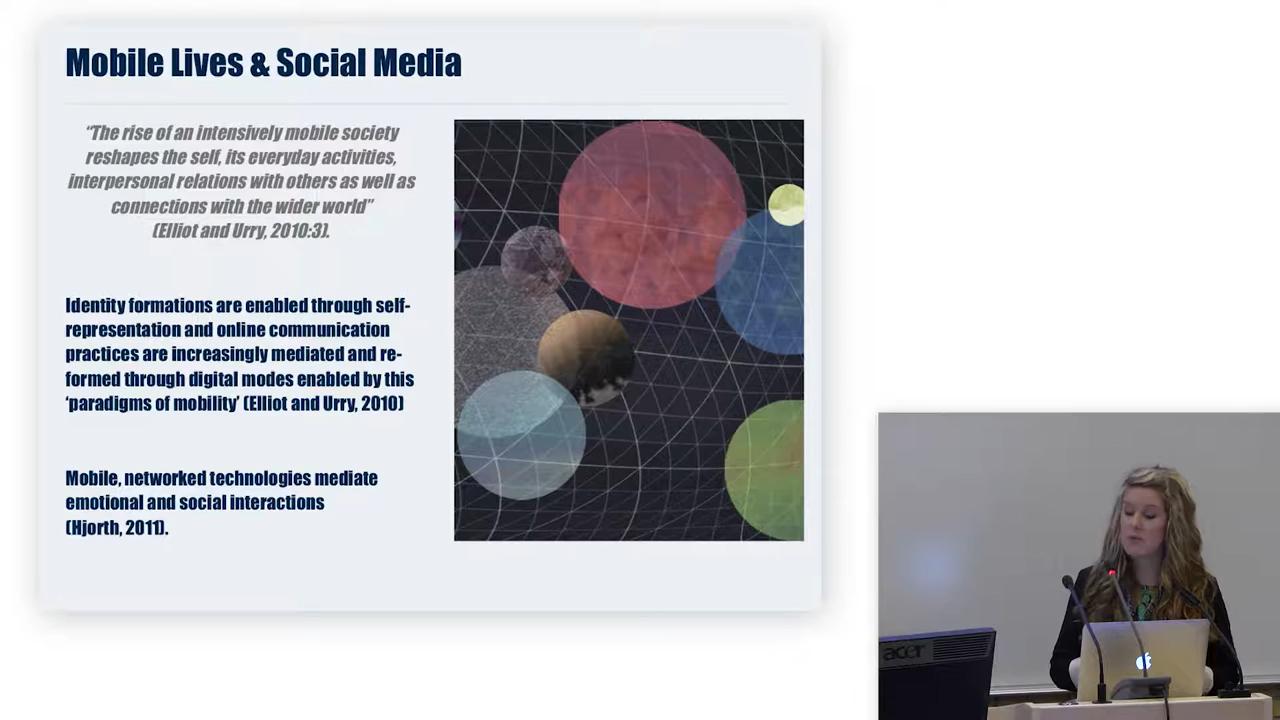 Mobile Lives & Social Media
“The rise of an intensively mobile society
reshapes the self, its everyday activities,
interpersonal relations with others as well as
connections with the wider world”
(Elliot and Urry, 2010:3).
Identity formations are enabled through self-
representation and online communication
practices are increasingly mediated and re-
formed through digital modes enabled by this
‘paradigms of mobility’ (Elliot and Urry, 2010)
Mobile, networked technologies mediate
emotional and social interactions
(Hjorth, 2011).
acer